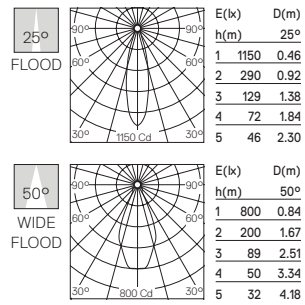 25°
FLOOD
90° 90°
60° 60°
30° 1150 Cd 30°
E(lx) D(m)
h(m) 25°
1 1150 0.46
2 290 0.92
3 129 1.38
4 72 1.84
5 46 2.30
50°
WIDE
FLOOD
90° 90°
60° 60°
30° 800 Cd 30°
E(lx) D(m)
h(m) 50°
1 800 0.84
2 200 1.67
3 89 2.51
4 50 3.34
5 32 4.18